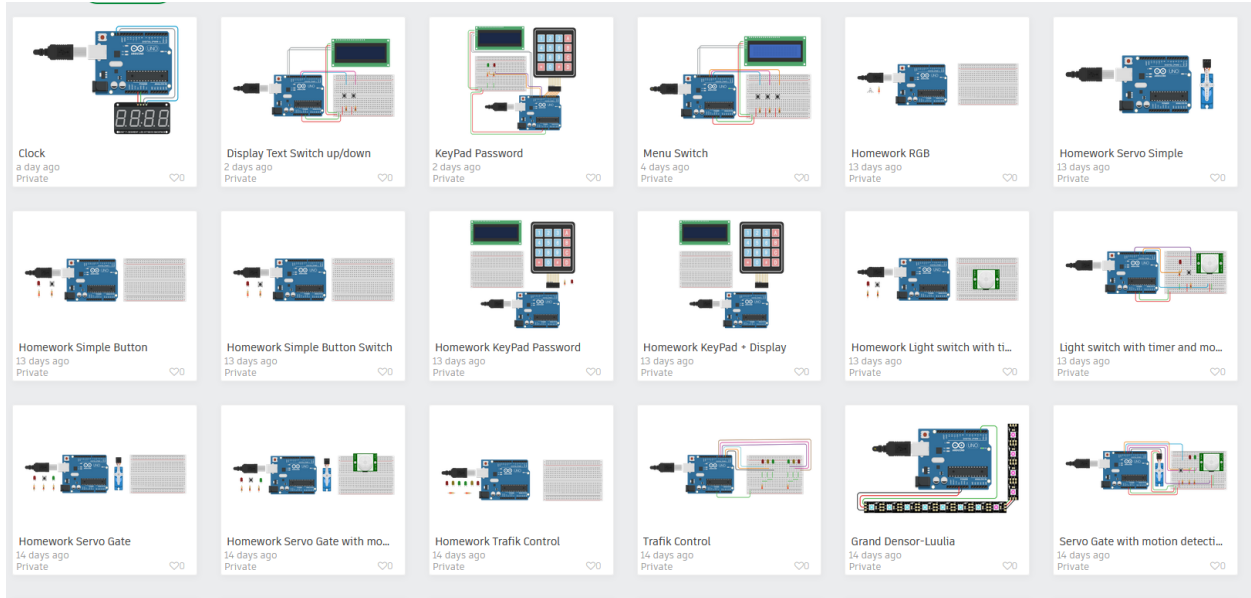 Clock
a day ago
Private
0
Display Text Switch up/down
2 days ago
Private
0
KeyPad Password
2 days ago
Private
0
Menu Switch
4 days ago
Private
0
Homework RGB
13 days ago
Private
0
Homework Servo Simple
13 days ago
Private
0
Homework Simple Button
13 days ago
Private
0
Homework Simple Button Switch
13 days ago
Private
0
Homework KeyPad Password
13 days ago
Private
0
Homework KeyPad + Display
13 days ago
Private
0
Homework Light switch with ti...
13 days ago
Private
0
Light switch with timer and mo...
13 days ago
Private
0
Homework Servo Gate
14 days ago
Private
0
Homework Servo Gate with mo...
14 days ago
Private
0
Homework Trafik Control
14 days ago
Private
0
Trafik Control
14 days ago
Private
0
Grand Densor-Luulia
14 days ago
Private
0
Servo Gate with motion detecti...
14 days ago
Private
0